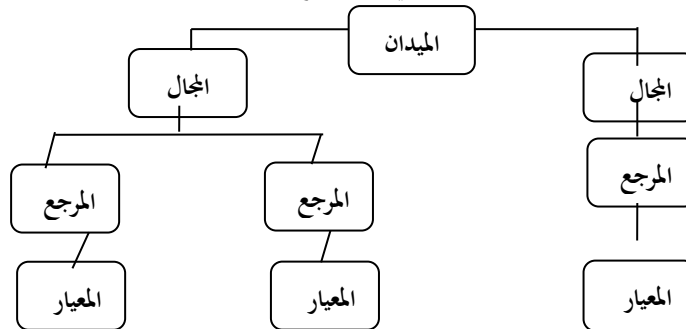 الميدان
المجال
المجال
المرجع
المرجع
المرجع
المعيار
المعيار
المعيار